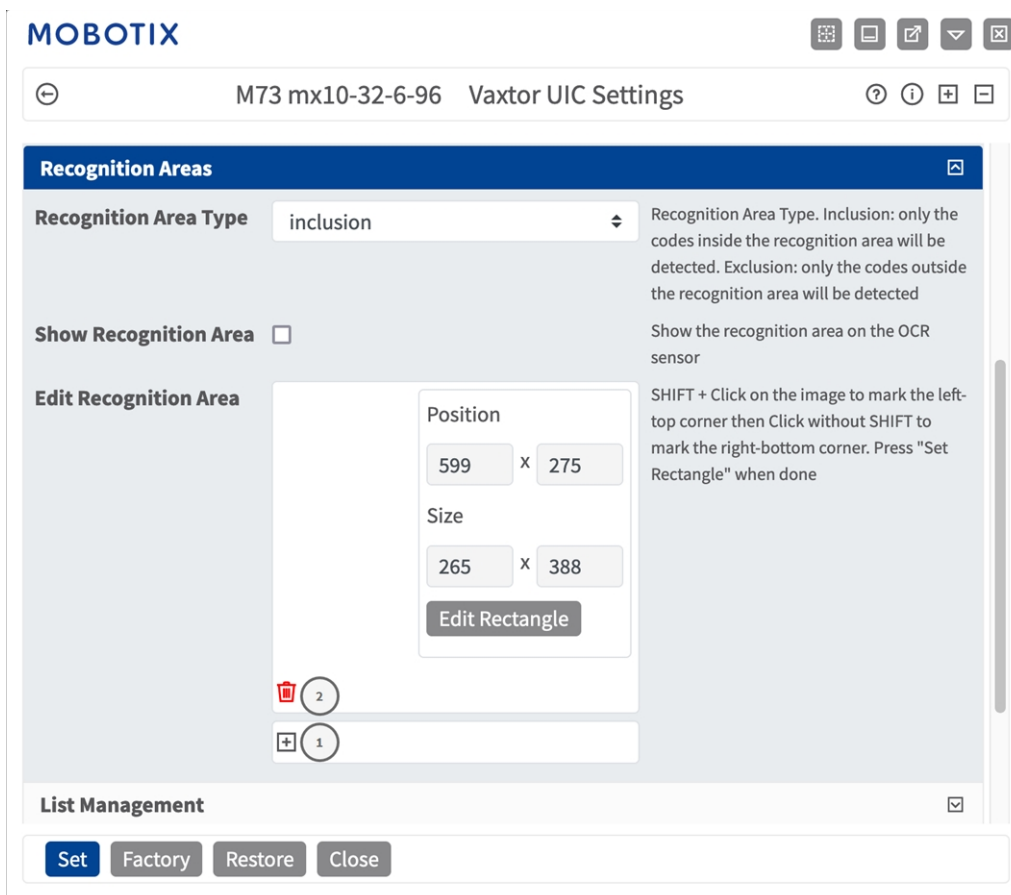 MOBOTIX
M73 mx10-32-6-96 Vaxtor UIC Settings
Recognition Areas
Recognition Area Type
inclusion
Recognition Area Type. Inclusion: only the
codes inside the recognition area will be
detected. Exclusion: only the codes outside
the recognition area will be detected
Show Recognition Area
Show the recognition area on the OCR
sensor
Edit Recognition Area
Position
599 x 275
Size
265 x 388
Edit Rectangle
2
1
SHIFT + Click on the image to mark the left-
top corner then Click without SHIFT to
mark the right-bottom corner. Press "Set
Rectangle" when done
List Management
Set Factory Restore Close